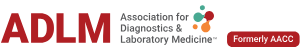 ADLM
Association for
Diagnostics &
Laboratory Medicine™
Formerly AACC